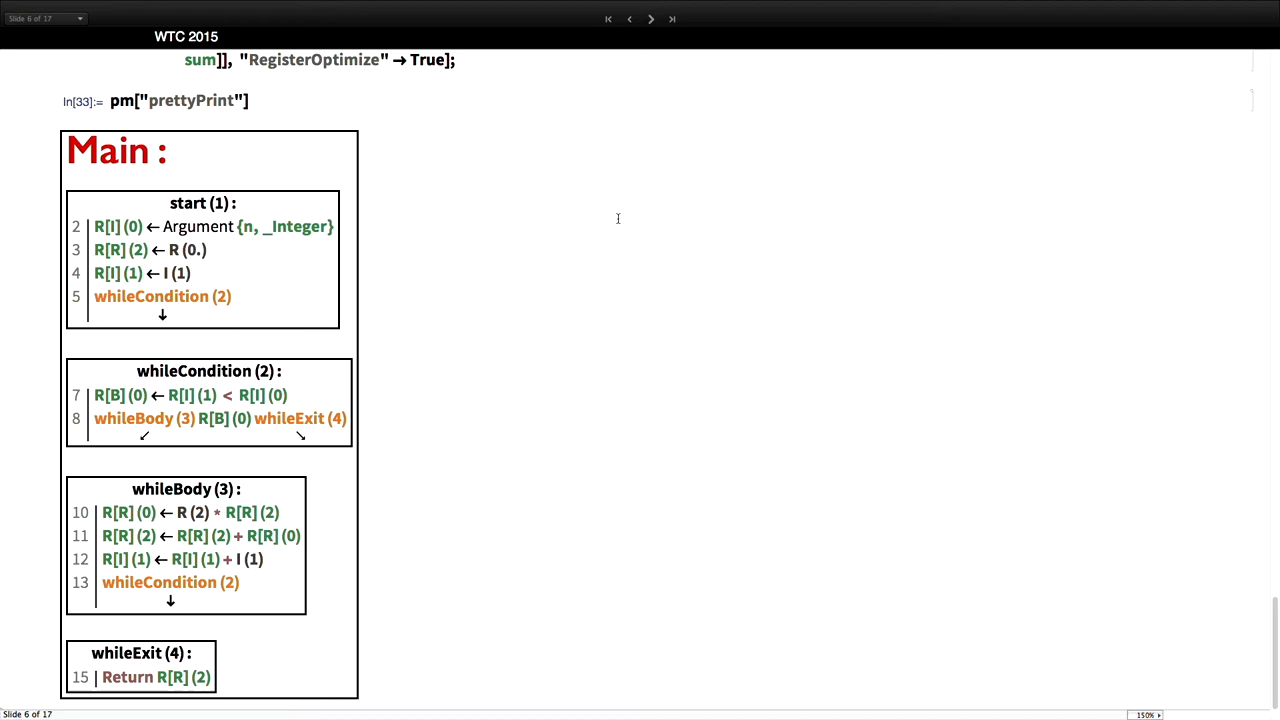 Slide 6 of 17
WTC 2015
sum]], "RegisterOptimize" → True];
In[33]:= pm["prettyPrint"]
Main :
start (1) :
2 R[I] (0) ← Argument {n, _Integer}
3 R[R] (2) ← R (0.)
4 R[I] (1) ← I (1)
5 whileCondition (2)
↓
whileCondition (2) :
7 R[B] (0) ← R[I] (1) < R[I] (0)
8 whileBody (3) R[B] (0) whileExit (4)
↙ ↘
whileBody (3) :
10 R[R] (0) ← R (2) * R[R] (2)
11 R[R] (2) ← R[R] (2) + R[R] (0)
12 R[I] (1) ← R[I] (1) + I (1)
13 whileCondition (2)
↓
whileExit (4) :
15 Return R[R] (2)
Slide 6 of 17
150%